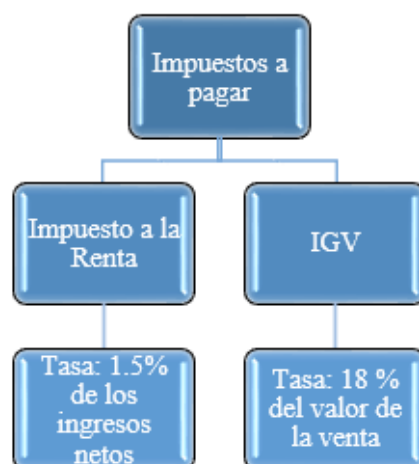 Impuestos a
pagar
Impuesto a la
Renta
IGV
Tasa: 1.5%
de los
ingresos
netos
Tasa: 18 %
del valor de
la venta